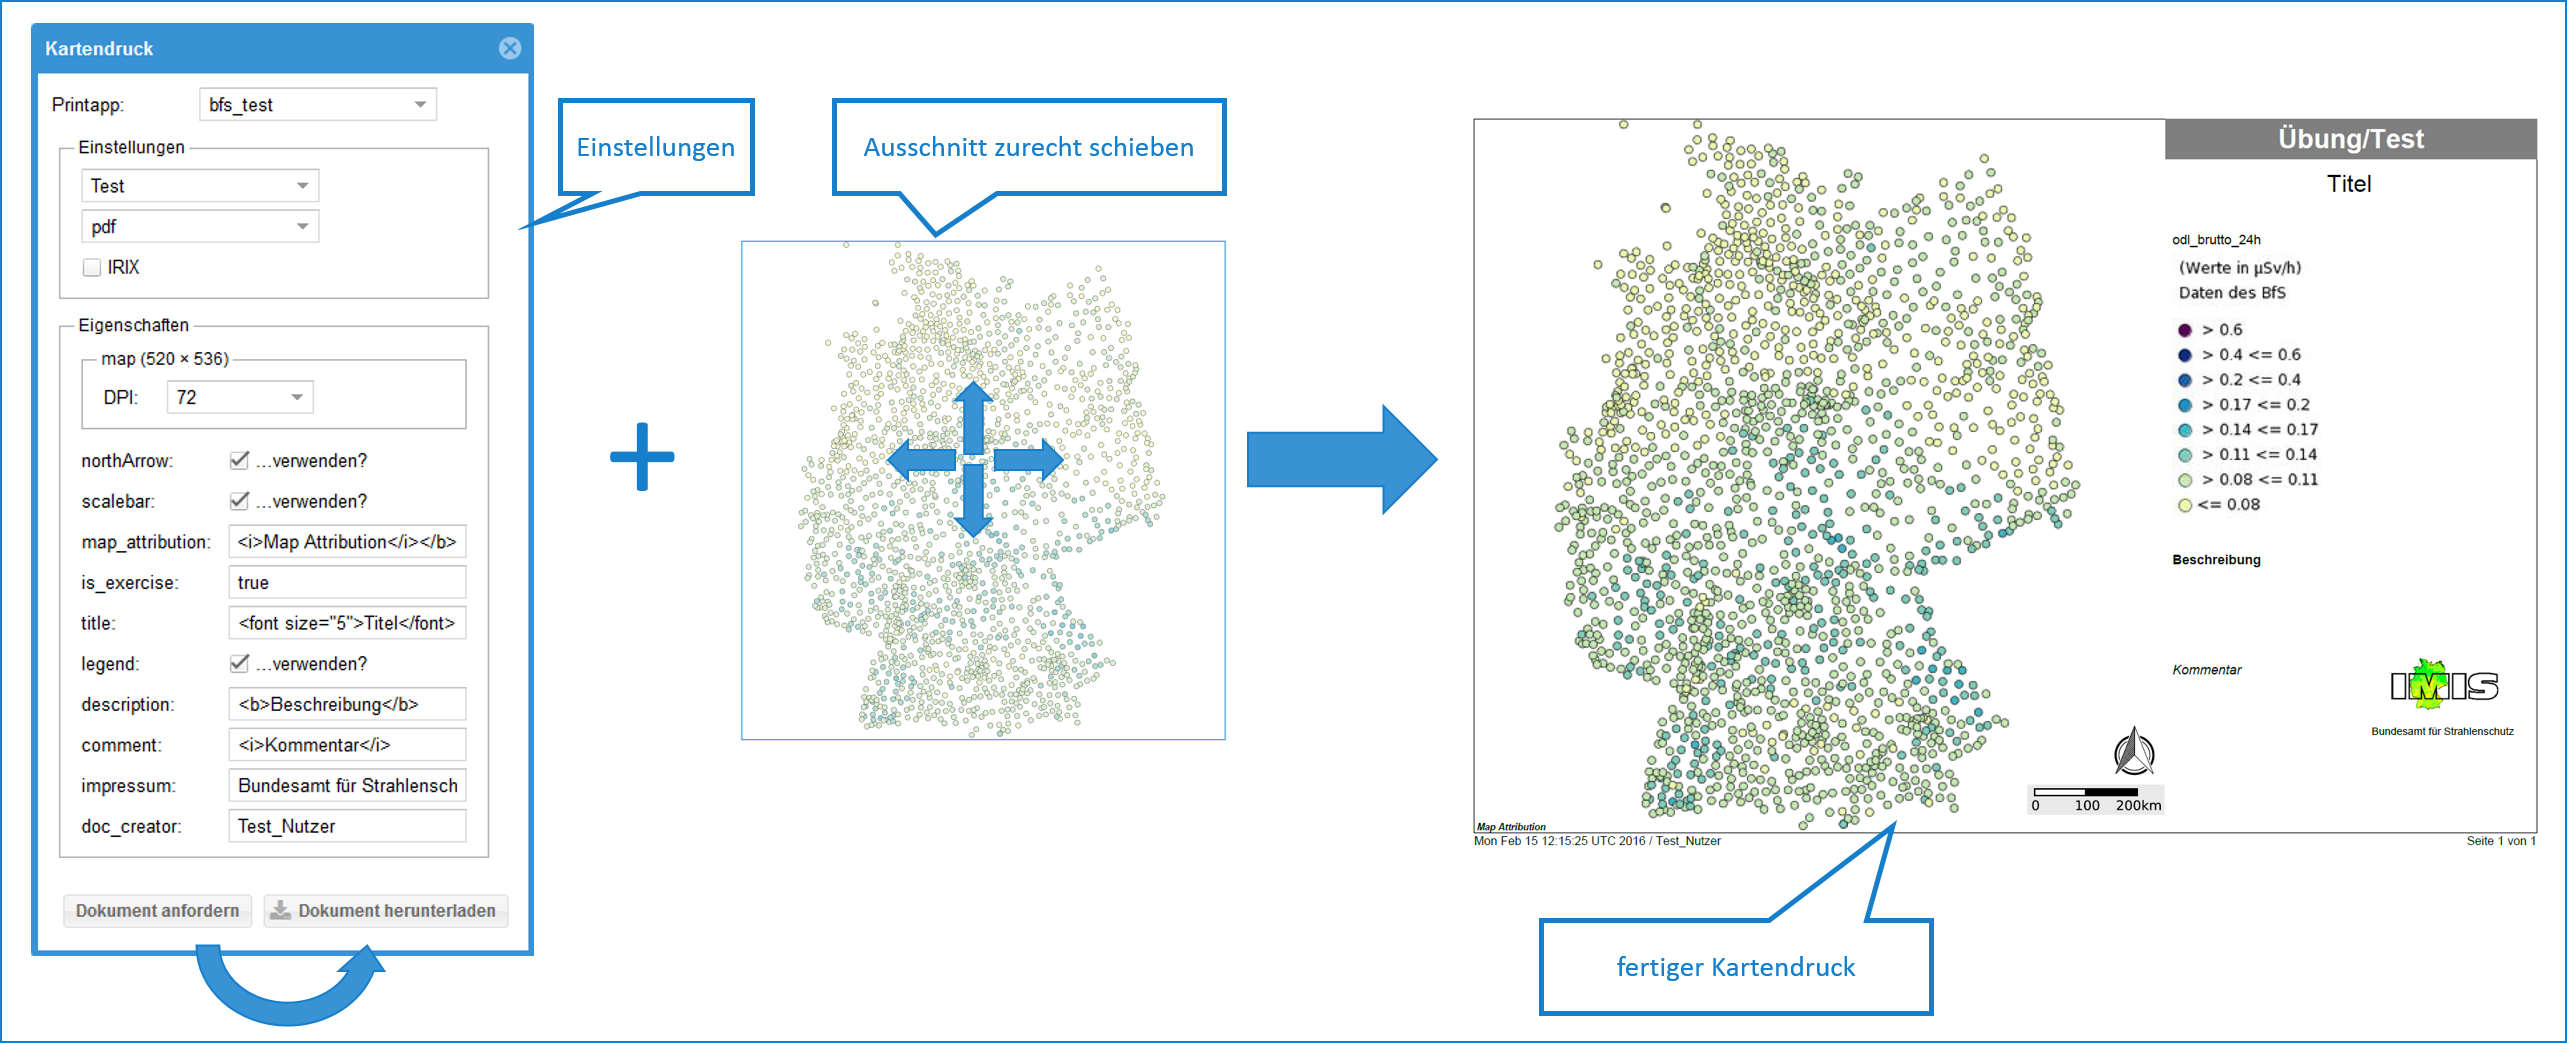 Kartendruck
Printapp: bfs_test
Einstellungen
Test
pdf
IRIX
Eigenschaften
map (520 × 536)
DPI: 72
northArrow: ...verwenden?
scalebar: ...verwenden?
map_attribution: <i>Map Attribution</i></b>
is_exercise: true
title: <font size="5">Titel</font>
legend: ...verwenden?
description: <b>Beschreibung</b>
comment: <i>Kommentar</i>
impressum: Bundesamt für Strahlensch
doc_creator: Test_Nutzer
Dokument anfordern
Dokument herunterladen
Einstellungen
+
Ausschnitt zurecht schieben
Übung/Test
Titel
odl_brutto_24h
(Werte in µSv/h)
Daten des BfS
> 0.6
> 0.4 <= 0.6
> 0.2 <= 0.4
> 0.17 <= 0.2
> 0.14 <= 0.17
> 0.11 <= 0.14
> 0.08 <= 0.11
<= 0.08
Beschreibung
Kommentar
IMIS
Bundesamt für Strahlenschutz
0 100 200km
Map Attribution
Mon Feb 15 12:15:25 UTC 2016 / Test_Nutzer
Seite 1 von 1
fertiger Kartendruck